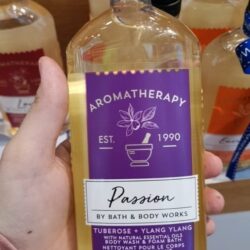 AROMATHERAPY
EST. 1990
Passion
BY BATH & BODY WORKS
TUBEROSE + YLANG YLANG
WITH NATURAL ESSENTIAL OILS
BODY WASH & FOAM BATH
NETTOYANT POUR LE CORPS